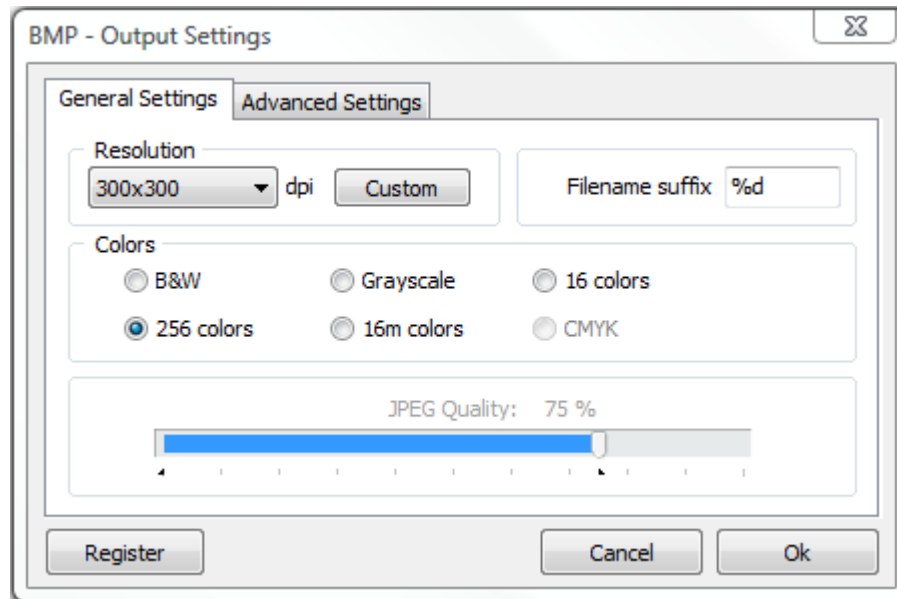 BMP - Output Settings
General Settings Advanced Settings
Resolution
300x300 dpi Custom Filename suffix %d
Colors
B&W Grayscale 16 colors
256 colors 16m colors CMYK
JPEG Quality: 75 %
Register Cancel Ok